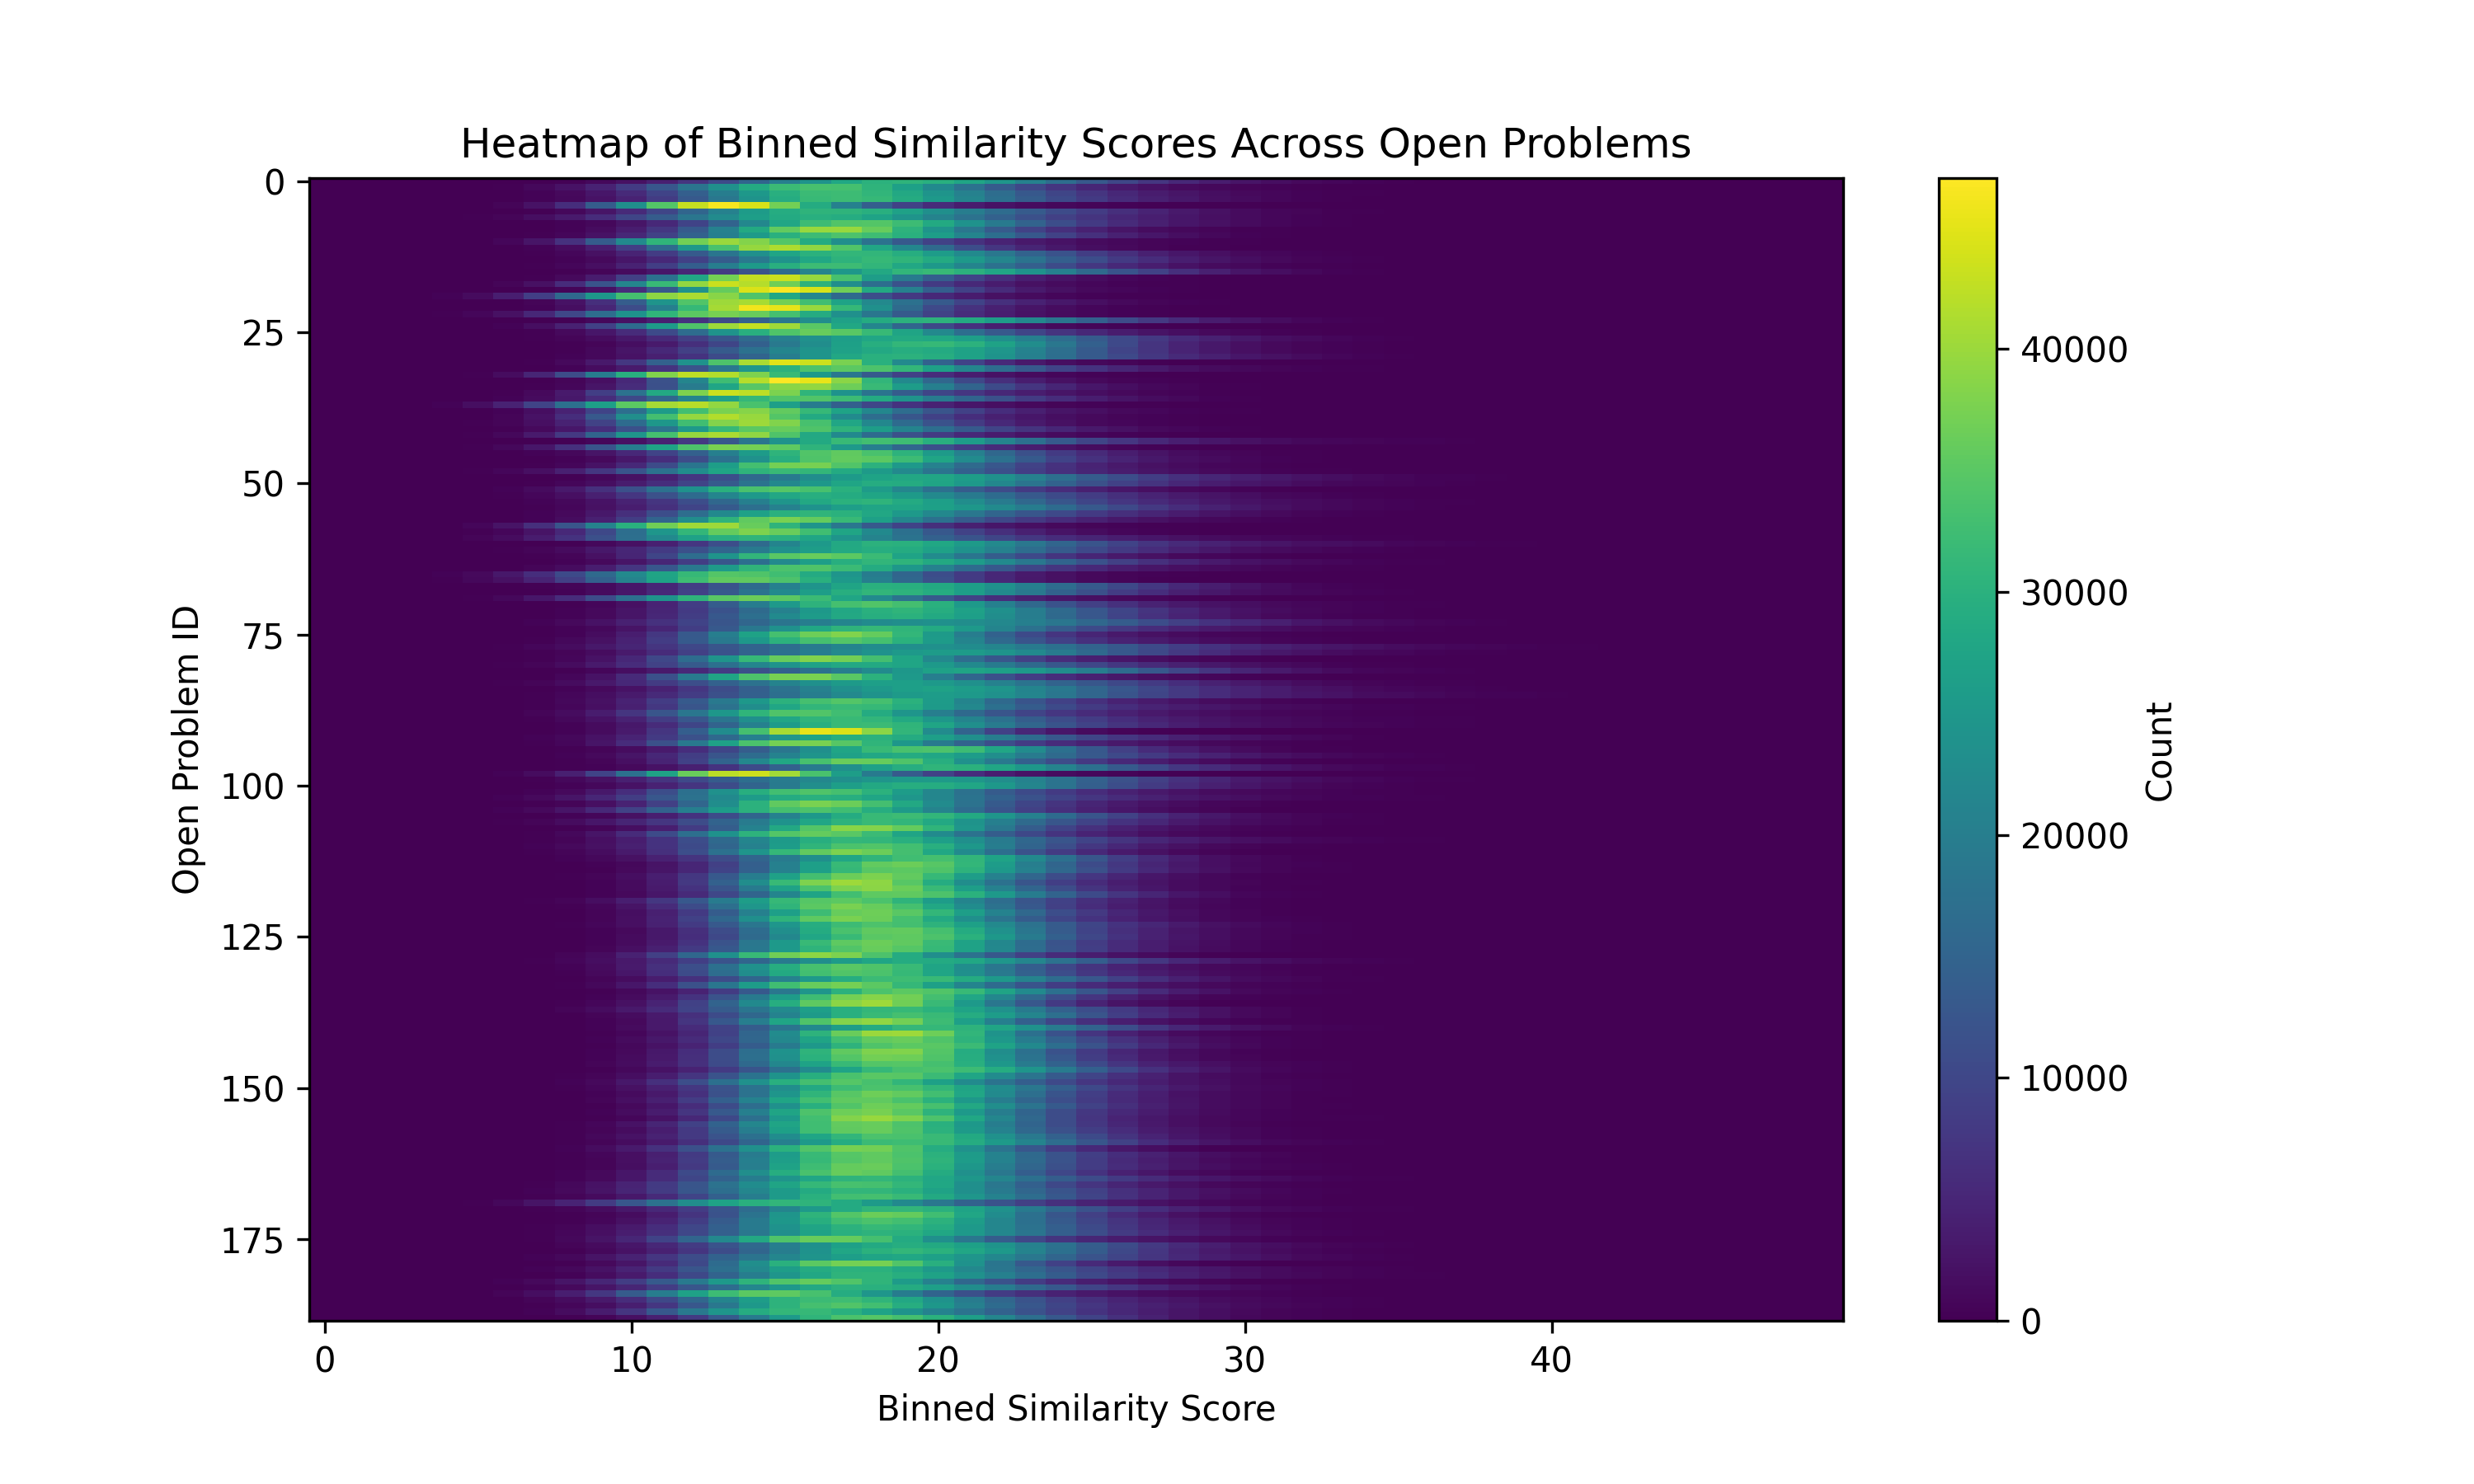 Heatmap of Binned Similarity Scores Across Open Problems
0
25
50
75
100
125
150
175
Open Problem ID
0 10 20 30 40
Binned Similarity Score
40000
30000
20000
10000
0
Count